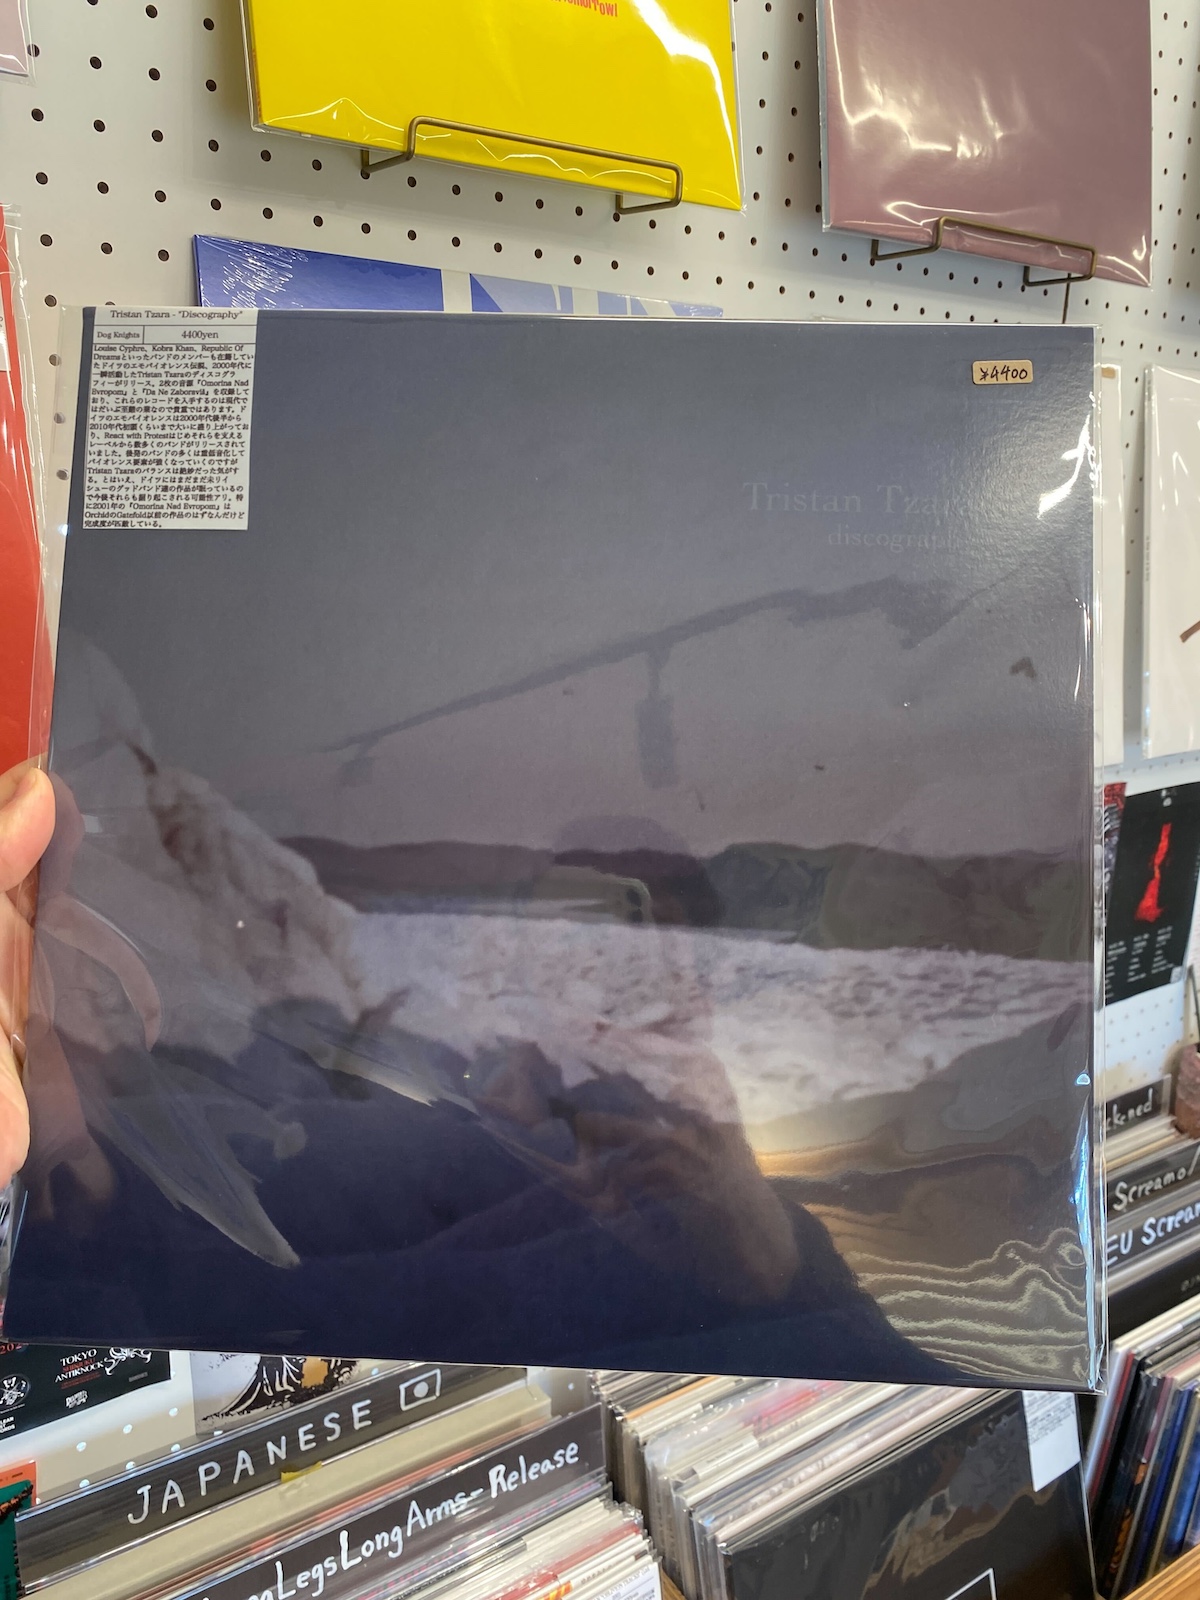 Tomorrow!
Tristan Tzara - "Discography"
Dog Knights
4400yen
Louise Cyphre、Kobra Khan、Republic Of
Dreamsといったバンドのメンバーも在籍してい
たドイツのエモバイオレンス伝説、2000年代に
一瞬活動したTristan Tzaraのディスコグラ
フィーがリリース。2枚の音源『Omorina Nad
Evropom』と『Da Ne Zaboraviš』を収録して
おり、これらのレコードを入手するのは現代で
はだいぶ至難の業なので貴重ではあります。ド
イツのエモバイオレンスは2000年代後半から
2010年代初頭くらいまで大いに盛り上がってお
り、React with Protestはじめそれらを支える
レーベルから数多くのバンドがリリースされて
いました。後発のバンドの多くは重低音化して
バイオレンス要素が強くなっていくのですが
Tristan Tzaraのバランスは絶妙だった気がす
る。とはいえ、ドイツにはまだまだ未リイ
シューのグッドバンド達の作品が眠っているの
で今後それらも掘り起こされる可能性アリ。特
に2001年の『Omorina Nad Evropom』は
OrchidのGatefold以前の作品のはずなんだけど
完成度が匹敵している。
¥4400
Tristan Tzara
discography
Screamo/
EU Screa
TOKYO
SHINJUKU
ANTIKNOCK
JAPANESE
LegsLongArms-Release